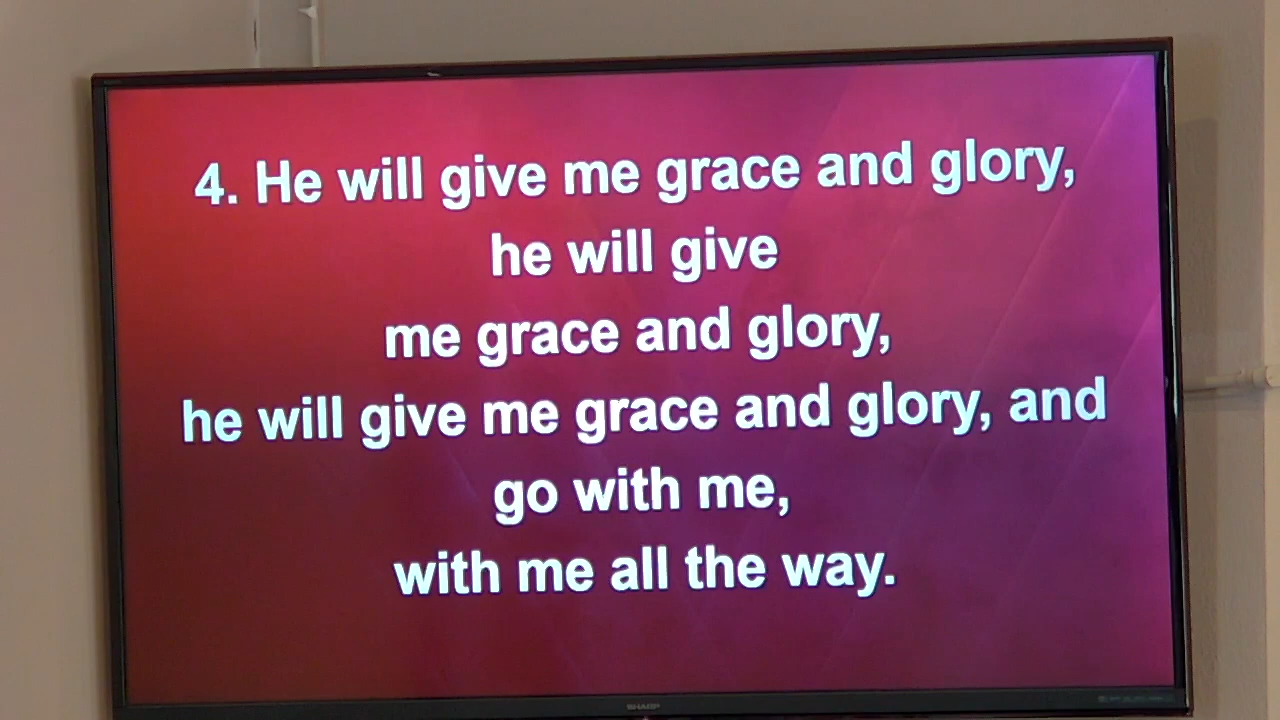 4. He will give me grace and glory,
he will give
me grace and glory,
he will give me grace and glory, and
go with me,
with me all the way.
SHARP